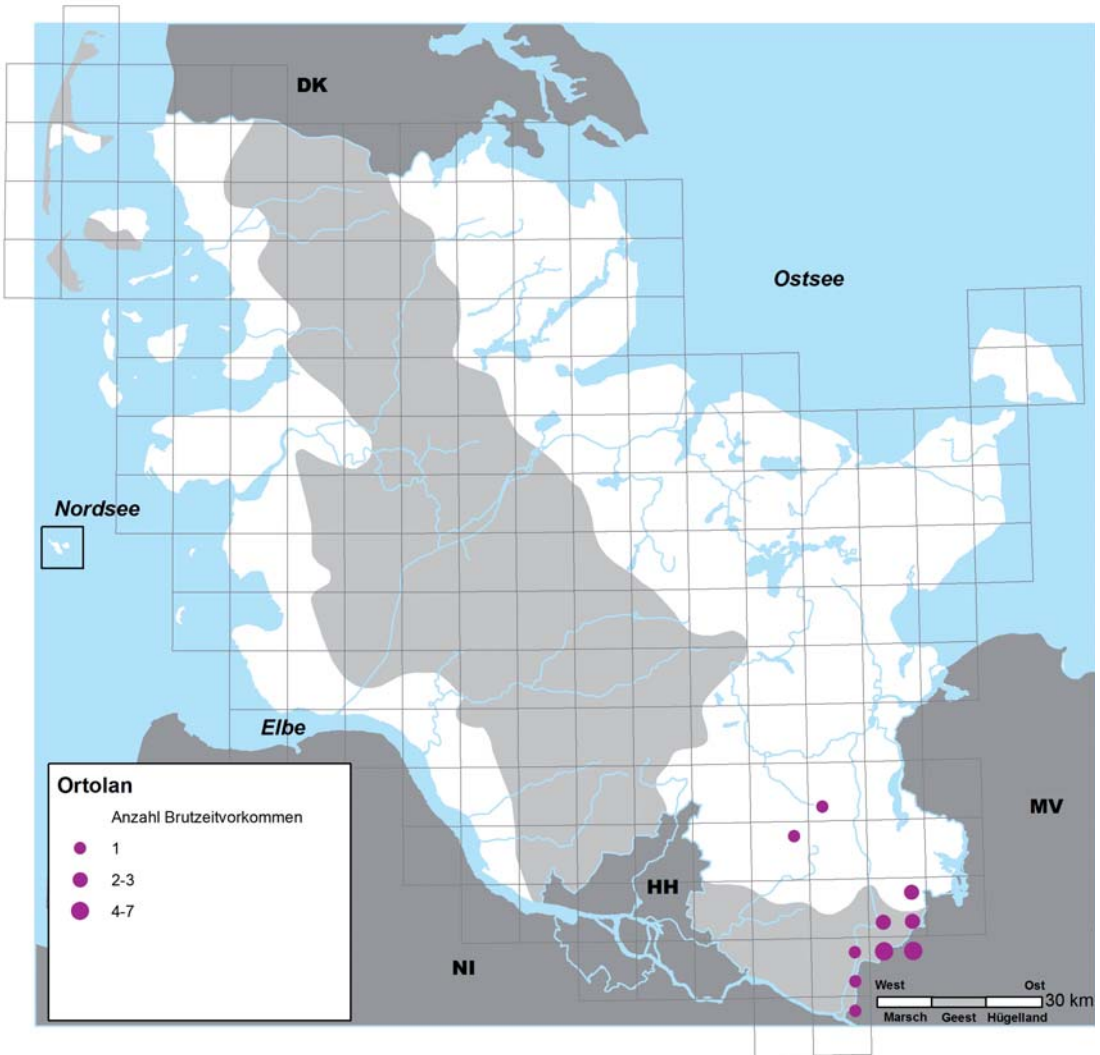 DK
Ostsee
Nordsee
Elbe
Ortolan
Anzahl Brutzeitvorkommen
1
2-3
4-7
MV
HH
NI
West Ost
30 km
Marsch Geest Hügelland